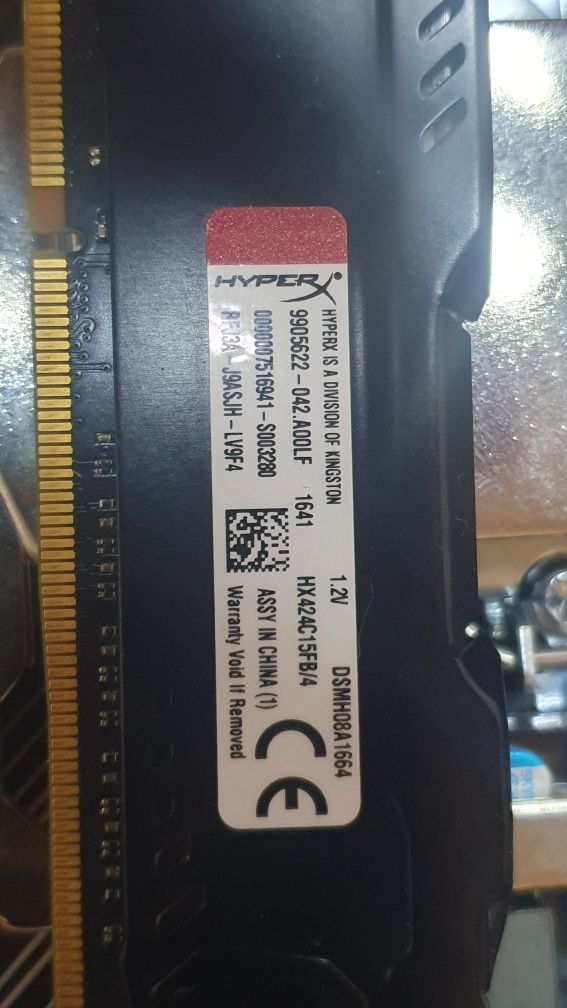 HYPERX
HYPERX IS A DIVISION OF KINGSTON
DSMH08A1664
9905622-042.A00LF 1641 1.2V
HX424C15FB/4
0000007516941-S003280
ASSY IN CHINA (1)
J9ASJH-LV9F4
Warranty Void If Removed
CE